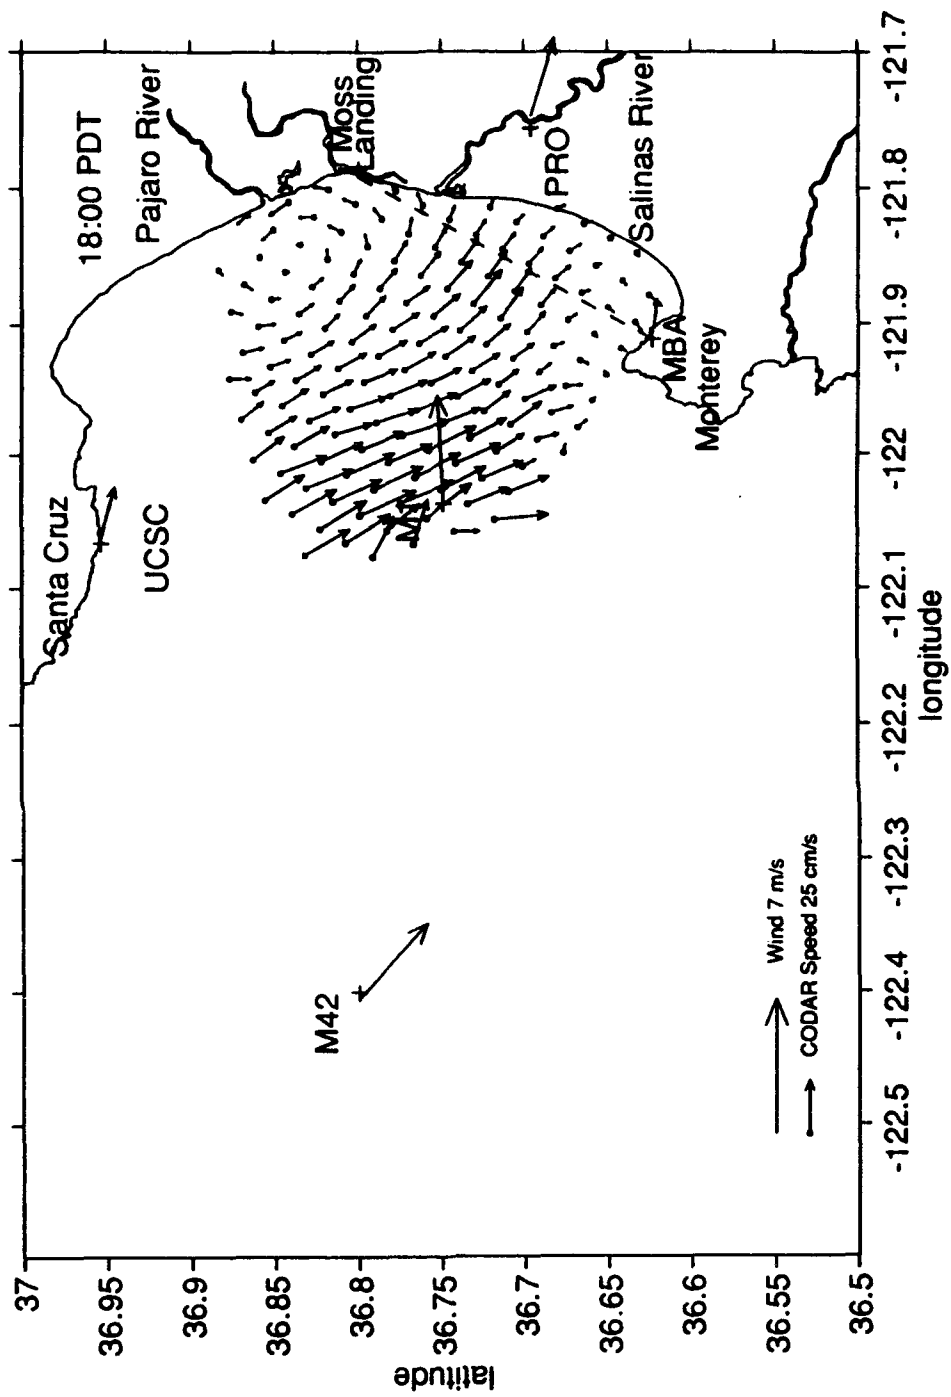 18:00 PDT
Santa Cruz
Pajaro River
UCSC
Moss
Landing
M42
PRO
Salinas River
MBA
Monterey
Wind 7 m/s
CODAR Speed 25 cm/s
latitude
37
36.95
36.9
36.85
36.8
36.75
36.7
36.65
36.6
36.55
36.5
-122.5
-122.4
-122.3
-122.2
-122.1
-122
-121.9
-121.8
-121.7
longitude